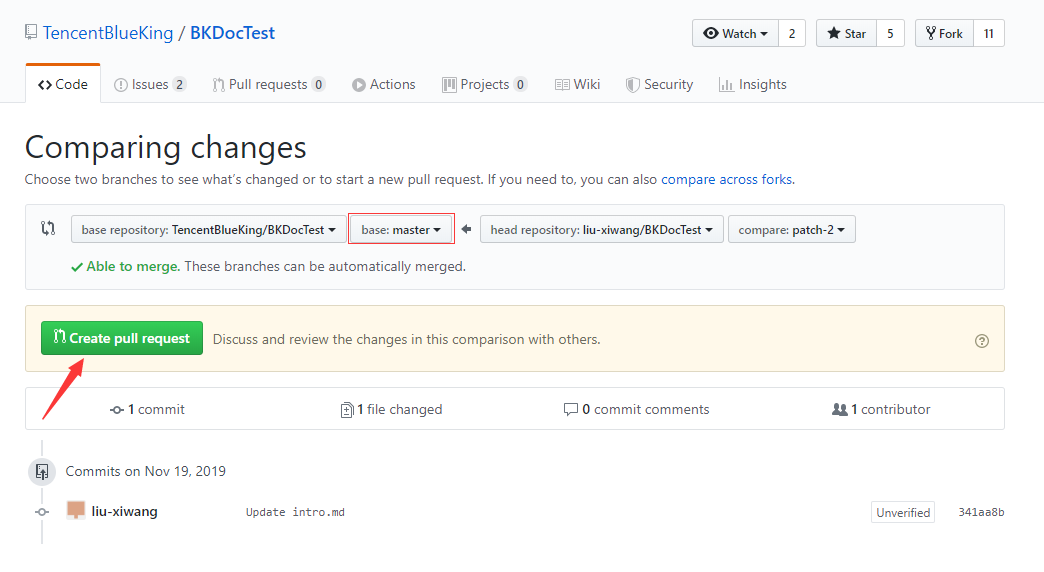 TencentBlueKing / BKDocTest
Watch 2 Star 5 Fork 11
Code Issues 2 Pull requests 0 Actions Projects 0 Wiki Security Insights
Comparing changes
Choose two branches to see what's changed or to start a new pull request. If you need to, you can also compare across forks.
base repository: TencentBlueKing/BKDocTest base: master head repository: liu-xiwang/BKDocTest compare: patch-2
Able to merge. These branches can be automatically merged.
Create pull request Discuss and review the changes in this comparison with others.
1 commit 1 file changed 0 commit comments 1 contributor
Commits on Nov 19, 2019
liu-xiwang Update intro.md Unverified 341aa8b